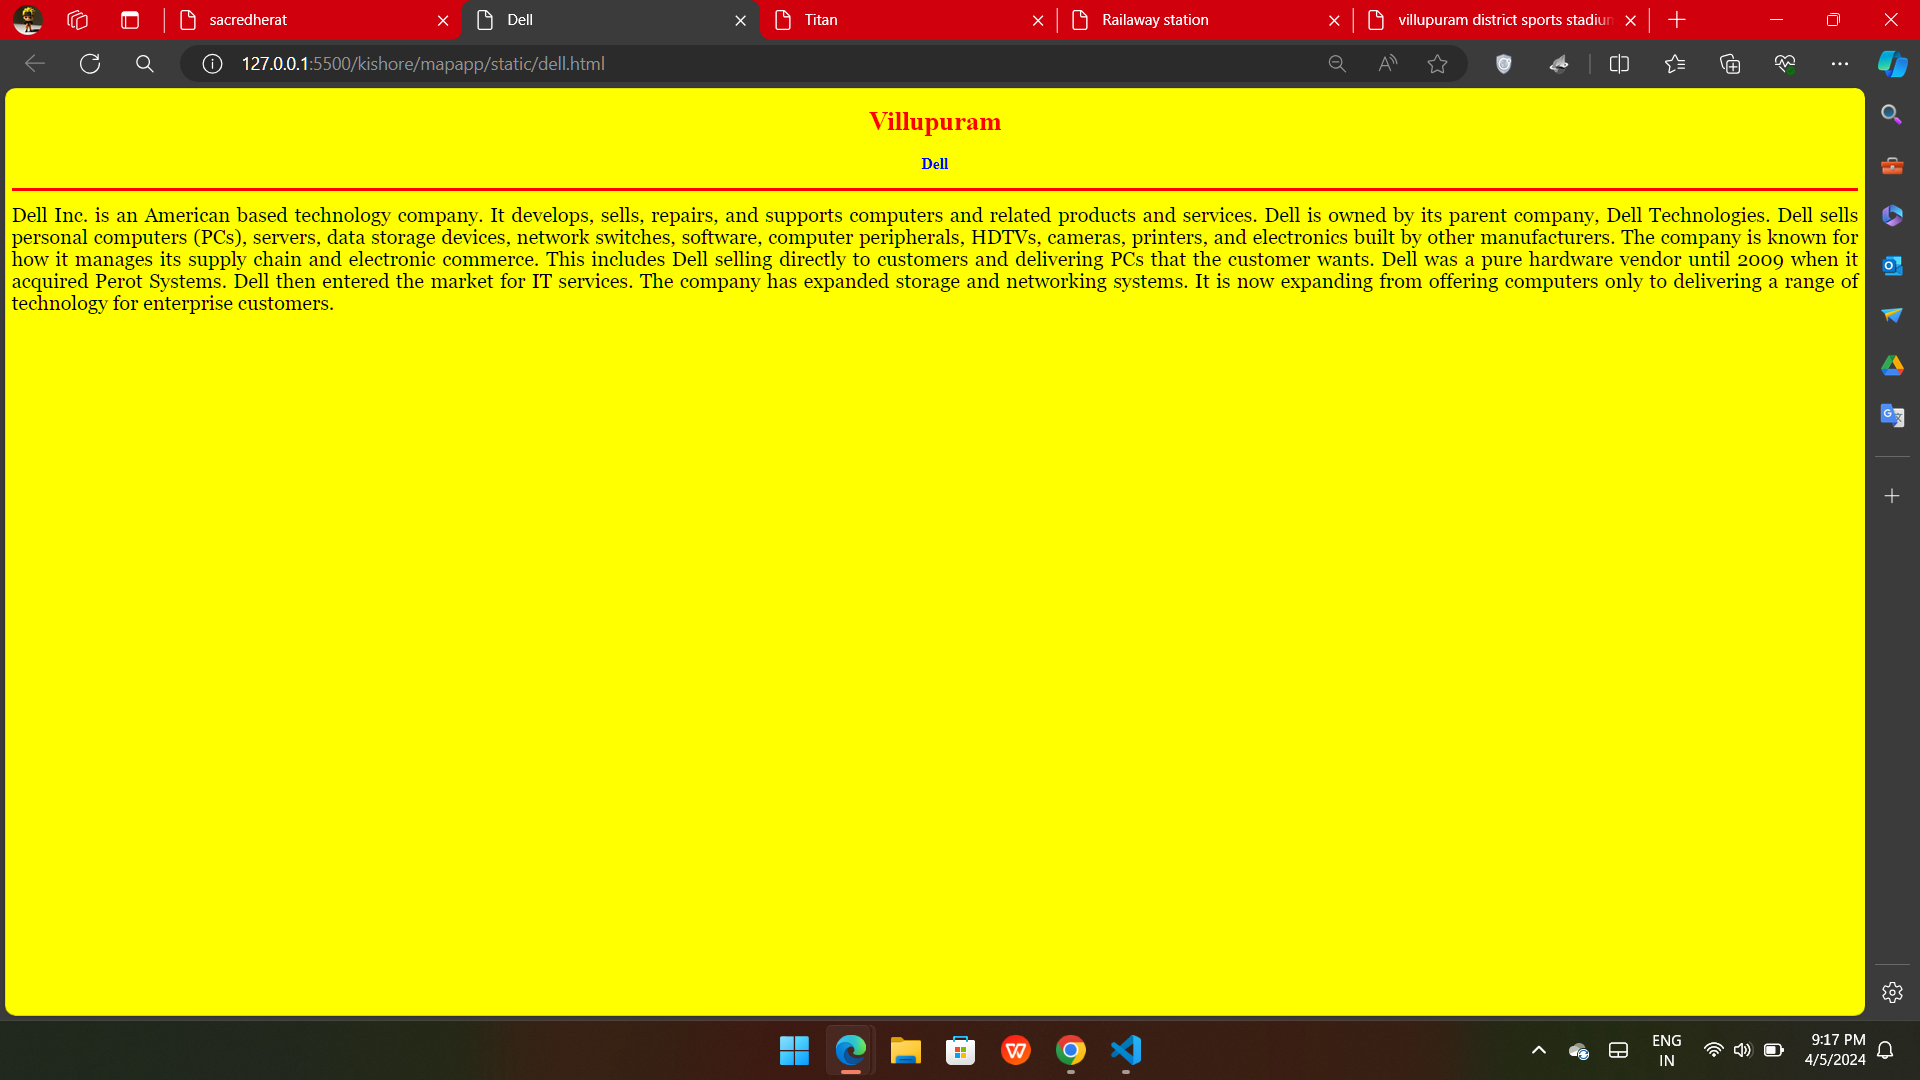 sacredherat
Dell
Titan
Railaway station
villupuram district sports stadiun
127.0.0.1:5500/kishore/mapapp/static/dell.html
Villupuram
Dell
Dell Inc. is an American based technology company. It develops, sells, repairs, and supports computers and related products and services. Dell is owned by its parent company, Dell Technologies. Dell sells
personal computers (PCs), servers, data storage devices, network switches, software, computer peripherals, HDTVs, cameras, printers, and electronics built by other manufacturers. The company is known for
how it manages its supply chain and electronic commerce. This includes Dell selling directly to customers and delivering PCs that the customer wants. Dell was a pure hardware vendor until 2009 when it
acquired Perot Systems. Dell then entered the market for IT services. The company has expanded storage and networking systems. It is now expanding from offering computers only to delivering a range of
technology for enterprise customers.
ENG
IN
9:17 PM
4/5/2024